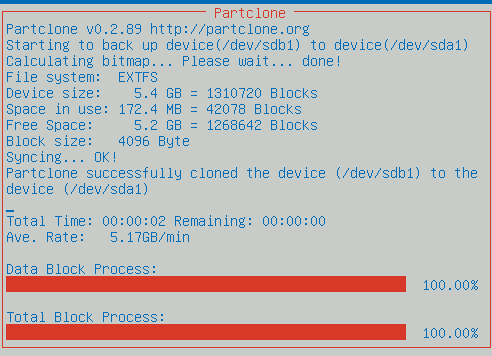 Partclone
Partclone v0.2.89 http://partclone.org
Starting to back up device(/dev/sdb1) to device(/dev/sda1)
Calculating bitmap... Please wait... done!
File system:  EXTFS
Device size:    5.4 GB = 1310720 Blocks
Space in use: 172.4 MB = 42078 Blocks
Free Space:     5.2 GB = 1268642 Blocks
Block size:   4096 Byte
Syncing... OK!
Partclone successfully cloned the device (/dev/sdb1) to the
device (/dev/sda1)
Total Time: 00:00:02 Remaining: 00:00:00
Ave. Rate:   5.17GB/min
Data Block Process:
100.00%
Total Block Process:
100.00%